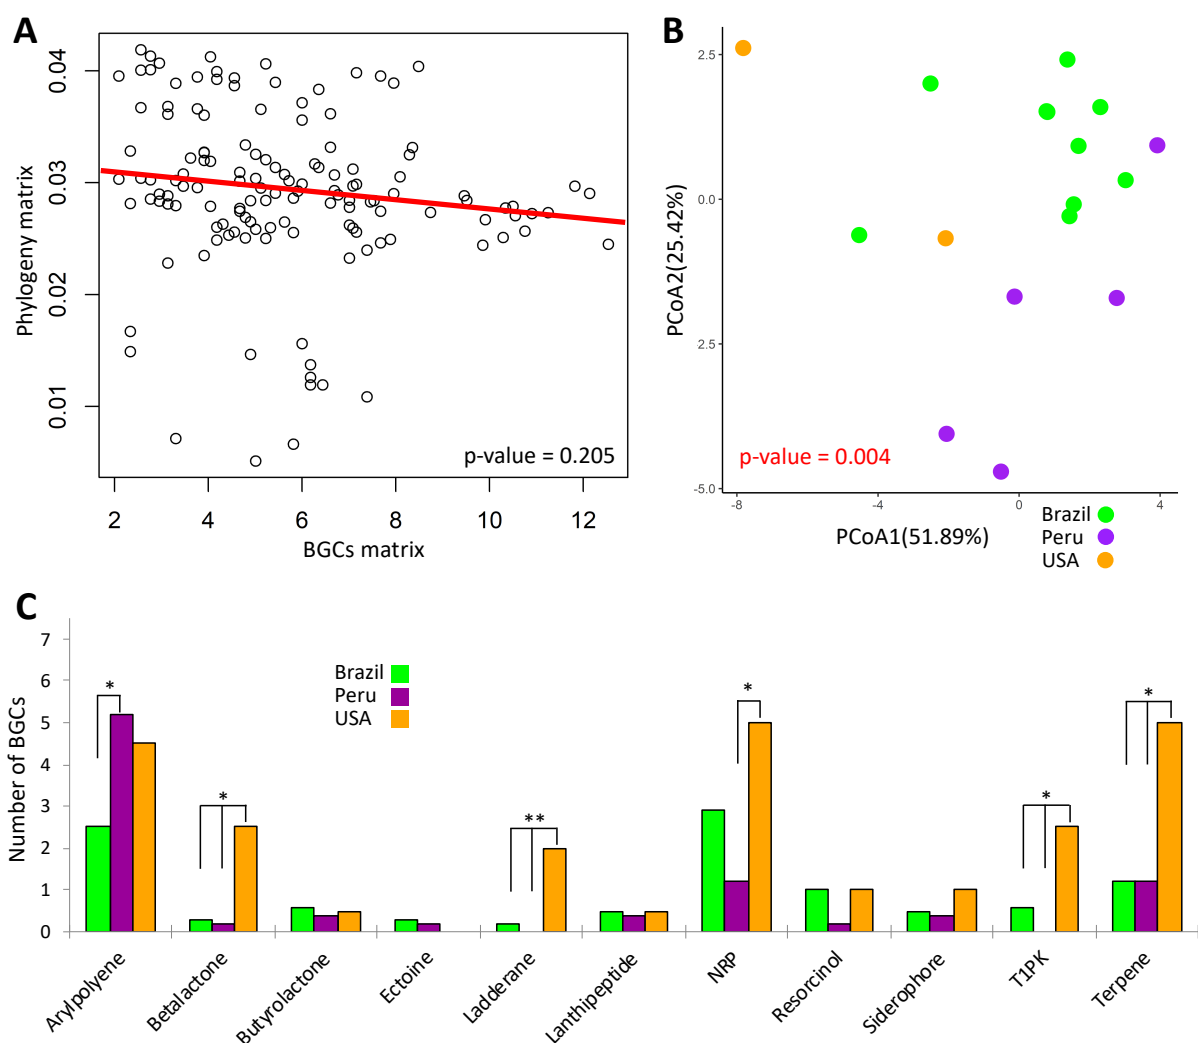 A
Phylogeny matrix
0.04
0.03
0.02
0.01
p-value = 0.205
2 4 6 8 10 12
BGCs matrix
B
PCoA2(25.42%)
2.5
0.0
2.5
-5.0
p-value = 0.004
-8 -4 0 4
PCoA1(51.89%)
Brazil
Peru
USA
C
Number of BGCs
7
6
5
4
3
2
1
0
Brazil
Peru
USA
*
*
**
*
*
*
Arylpolyene
Betalactone
Butyrolactone
Ectoine
Ladderane
Lanthipeptide
NRP
Resorcinol
Siderophore
T1PK
Terpene